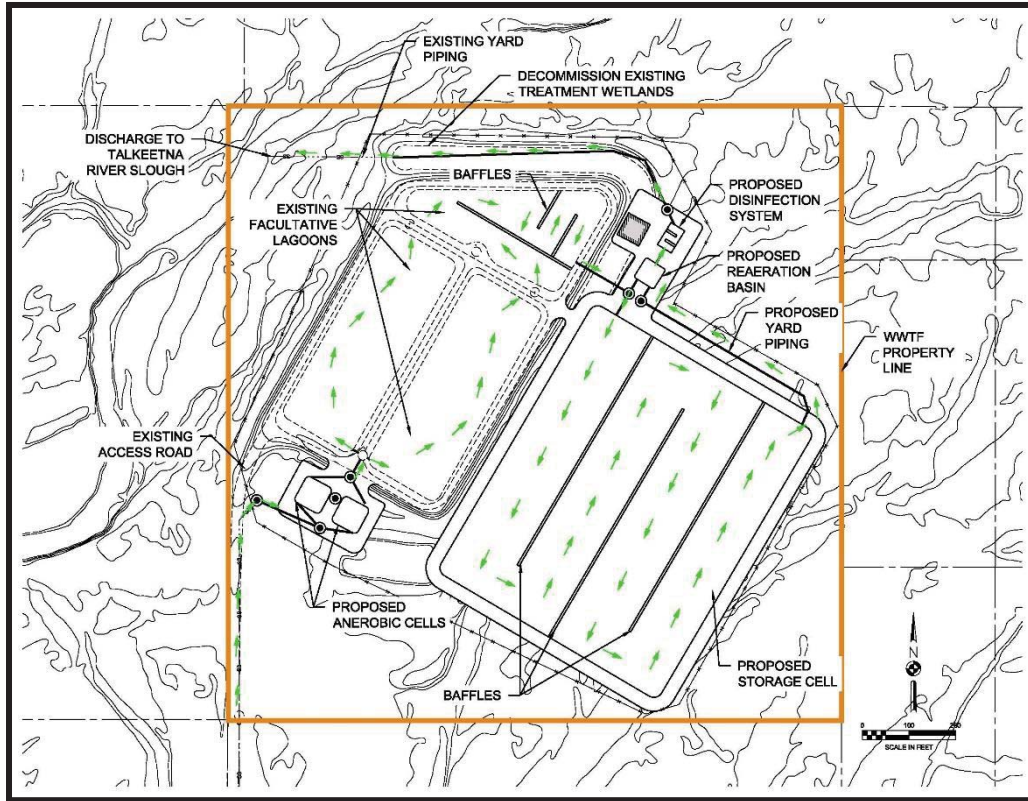 EXISTING YARD
PIPING
DECOMMISSION EXISTING
TREATMENT WETLANDS
DISCHARGE TO
TALKEETNA
RIVER SLOUGH
BAFFLES
PROPOSED
DISINFECTION
SYSTEM
EXISTING
FACULTATIVE
LAGOONS
PROPOSED
REAERATION
BASIN
PROPOSED
YARD
PIPING
WWTF
PROPERTY
LINE
EXISTING
ACCESS ROAD
PROPOSED
ANEROBIC CELLS
BAFFLES
PROPOSED
STORAGE CELL
N
0 100
SCALE IN FEET